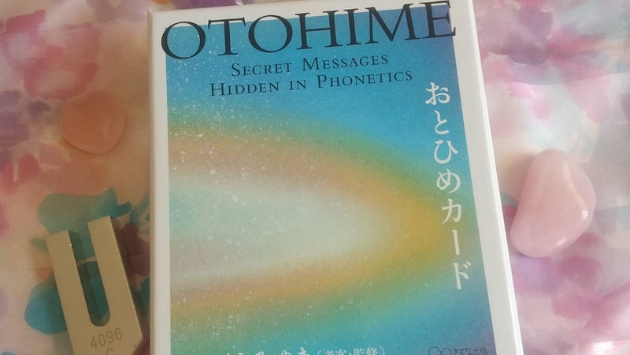 OTOHIME
SECRET MESSAGES
HIDDEN IN PHONETICS
おとひめカード
4096
C